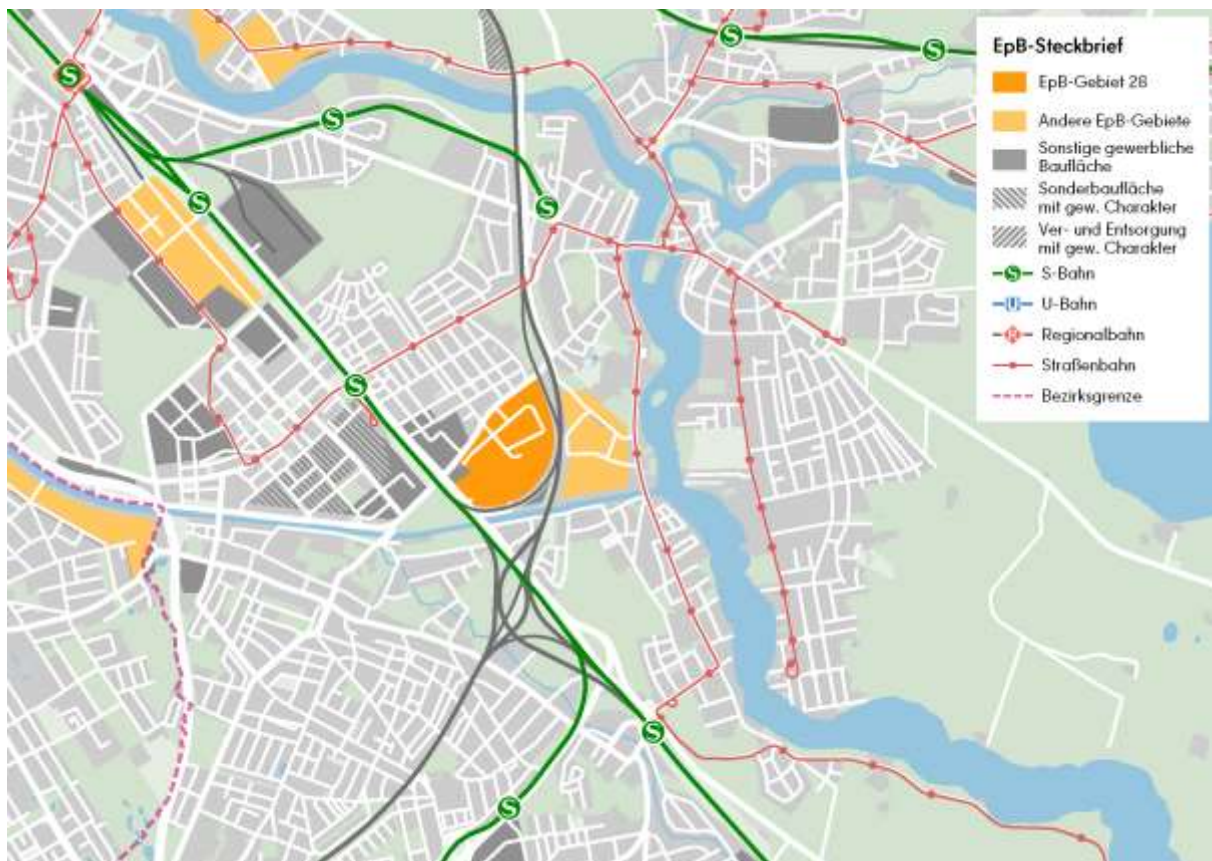 EpB-Steckbrief
EpB-Gebiet 28
Andere EpB-Gebiete
Sonstige gewerbliche
Baufläche
Sonderbaufläche
mit gew. Charakter
Ver- und Entsorgung
mit gew. Charakter
S S-Bahn
U U-Bahn
R Regionalbahn
Straßenbahn
Bezirksgrenze
S
S
S
S
S
S
S
S
S